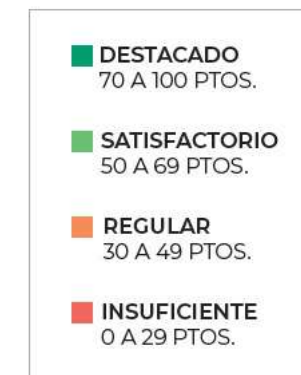 DESTACADO
70 A 100 PTOS.
SATISFACTORIO
50 A 69 PTOS.
REGULAR
30 A 49 PTOS.
INSUFICIENTE
0 A 29 PTOS.